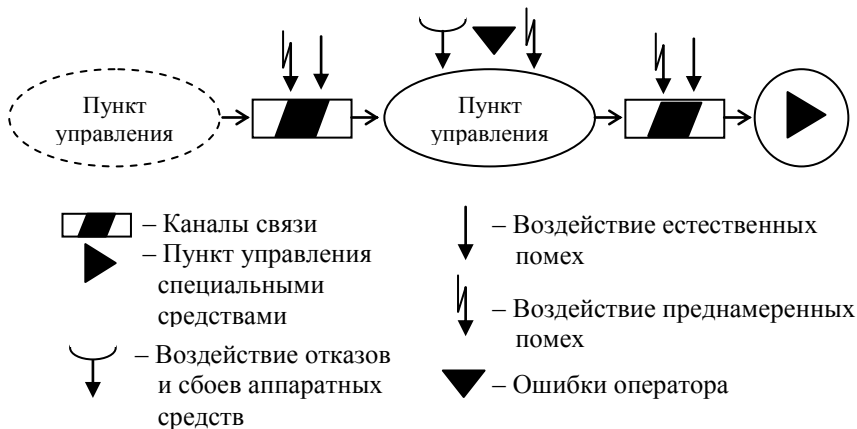 Пункт
управления
Пункт
управления
– Каналы связи
– Пункт управления
специальными
средствами
– Воздействие отказов
и сбоев аппаратных
средств
– Воздействие естественных
помех
– Воздействие преднамеренных
помех
– Ошибки оператора